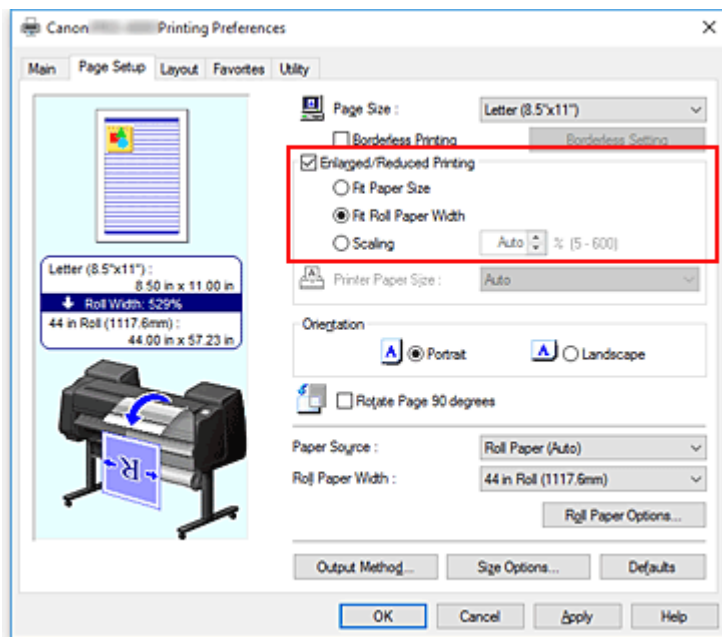 Canon Printing Preferences
Main Page Setup Layout Favorites Utility
Page Size : Letter (8.5"x11")
Borderless Printing Borderless Setting
Enlarged/Reduced Printing
Fit Paper Size
Fit Roll Paper Width
Scaling Auto % (5 - 600)
Letter (8.5"x11") :
8.50 in x 11.00 in
Roll Width: 529%
44 in Roll (1117.6mm) :
44.00 in x 57.23 in
Printer Paper Size : Auto
Orientation
A Portrait A Landscape
Rotate Page 90 degrees
R
Paper Source : Roll Paper (Auto)
Roll Paper Width : 44 in Roll (1117.6mm)
Roll Paper Options...
Output Method... Size Options... Defaults
OK Cancel Apply Help